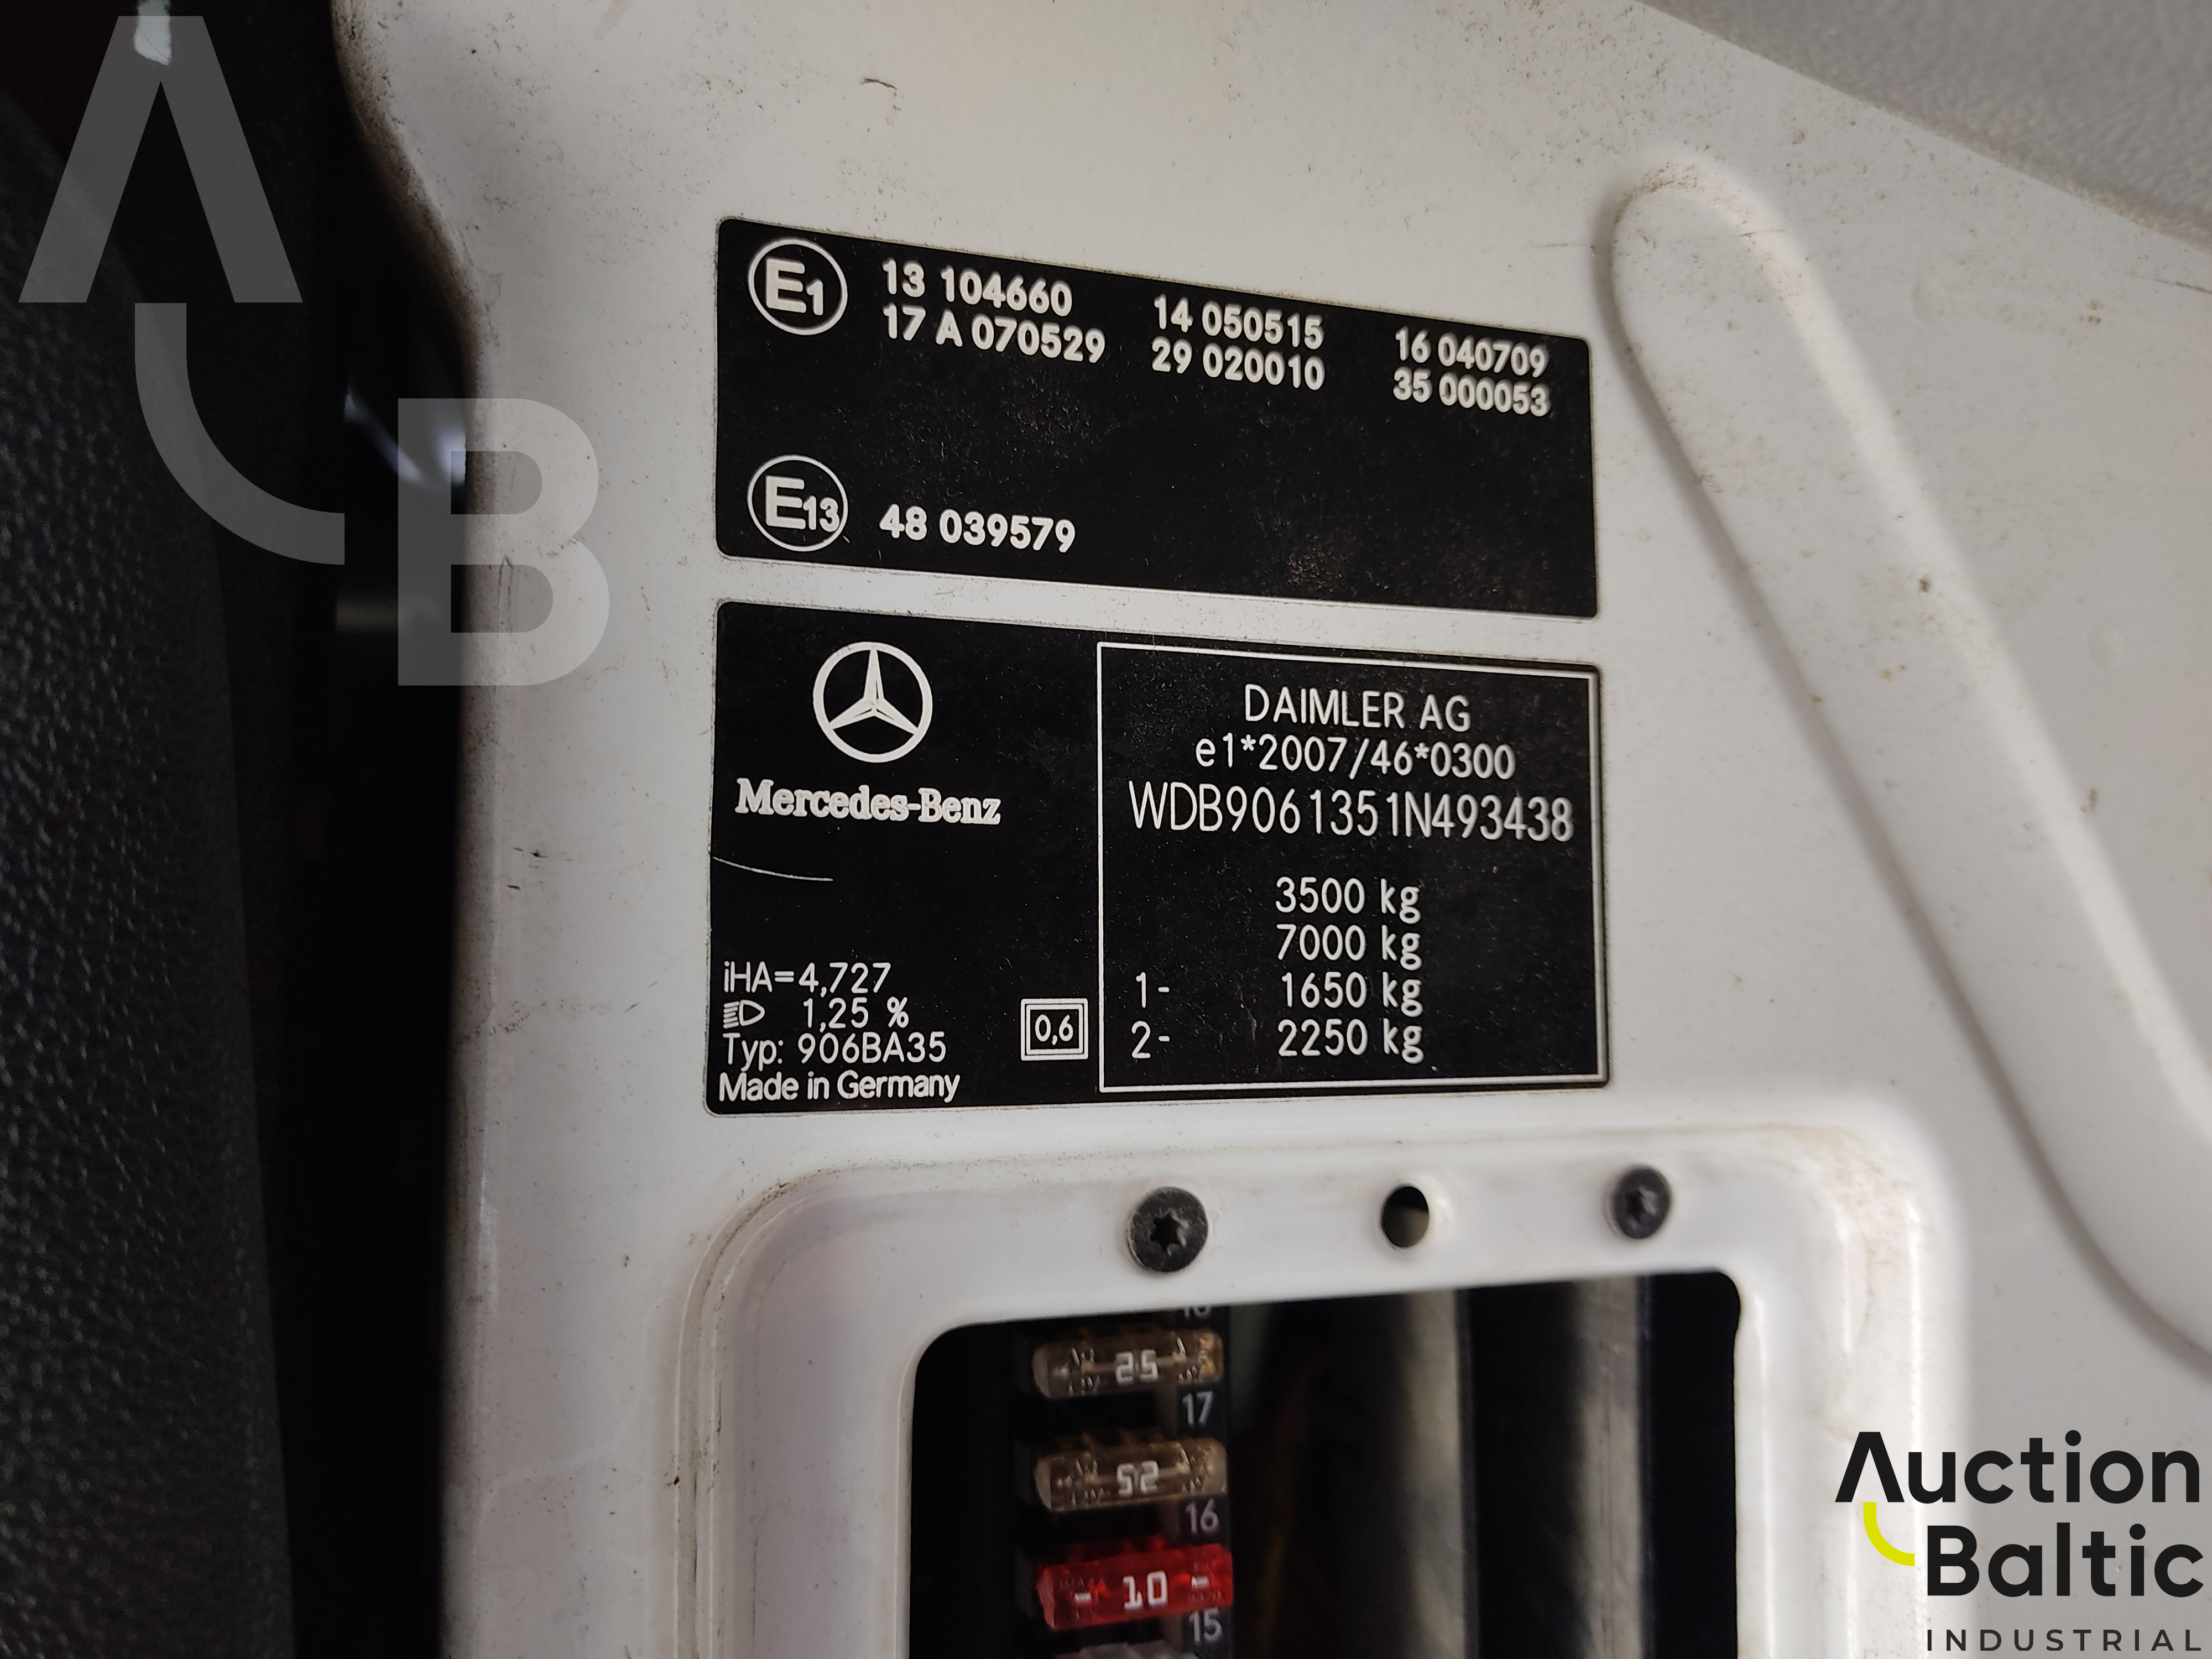 A
B
E1
13 104660 14 050515 16 040709
17 A 070529 29 020010 35 000053
E13 48 039579
Mercedes-Benz
iHA=4,727
1,25 %
Typ: 906BA35
Made in Germany
0,6
DAIMLER AG
e1*2007/46*0300
WDB9061351N493438
3500 kg
7000 kg
1- 1650 kg
2- 2250 kg
25
17
25
16
10
15
Auction
Baltic
INDUSTRIAL